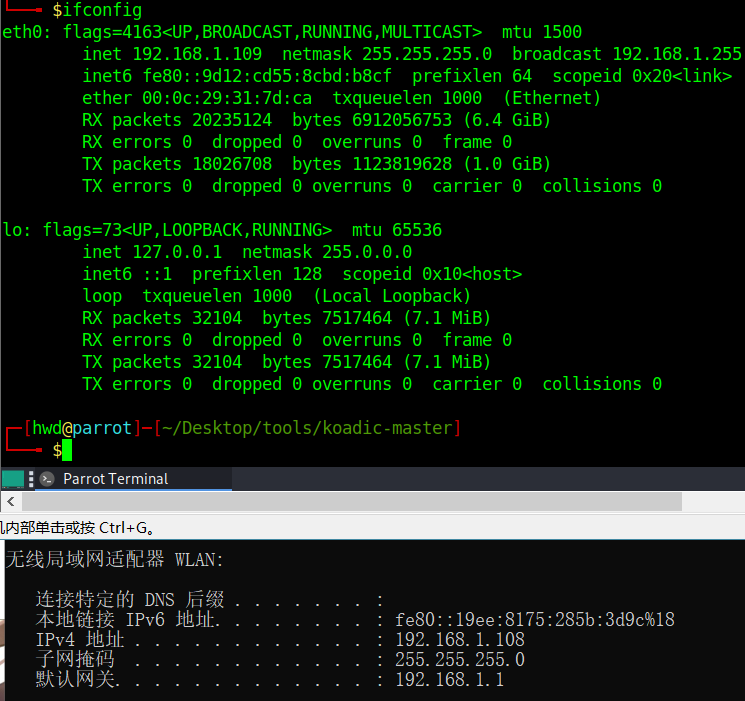 $ifconfig
eth0: flags=4163<UP,BROADCAST,RUNNING,MULTICAST>  mtu 1500
        inet 192.168.1.109  netmask 255.255.255.0  broadcast 192.168.1.255
        inet6 fe80::9d12:cd55:8cbd:b8cf  prefixlen 64  scopeid 0x20<link>
        ether 00:0c:29:31:7d:ca  txqueuelen 1000  (Ethernet)
        RX packets 20235124  bytes 6912056753 (6.4 GiB)
        RX errors 0  dropped 0  overruns 0  frame 0
        TX packets 18026708  bytes 1123819628 (1.0 GiB)
        TX errors 0  dropped 0 overruns 0  carrier 0  collisions 0

lo: flags=73<UP,LOOPBACK,RUNNING>  mtu 65536
        inet 127.0.0.1  netmask 255.0.0.0
        inet6 ::1  prefixlen 128  scopeid 0x10<host>
        loop  txqueuelen 1000  (Local Loopback)
        RX packets 32104  bytes 7517464 (7.1 MiB)
        RX errors 0  dropped 0  overruns 0  frame 0
        TX packets 32104  bytes 7517464 (7.1 MiB)
        TX errors 0  dropped 0 overruns 0  carrier 0  collisions 0

┌─[hwd@parrot]─[~/Desktop/tools/koadic-master]
└──╼ $
Parrot Terminal
内部单击或按 Ctrl+G。
无线局域网适配器 WLAN:

   连接特定的 DNS 后缀 . . . . . . . :
   本地链接 IPv6 地址. . . . . . . . : fe80::19ee:8175:285b:3d9c%18
   IPv4 地址 . . . . . . . . . . . . : 192.168.1.108
   子网掩码  . . . . . . . . . . . . : 255.255.255.0
   默认网关. . . . . . . . . . . . . : 192.168.1.1